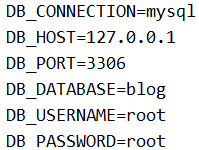 DB_CONNECTION=mysql
DB_HOST=127.0.0.1
DB_PORT=3306
DB_DATABASE=blog
DB_USERNAME=root
DB_PASSWORD=root